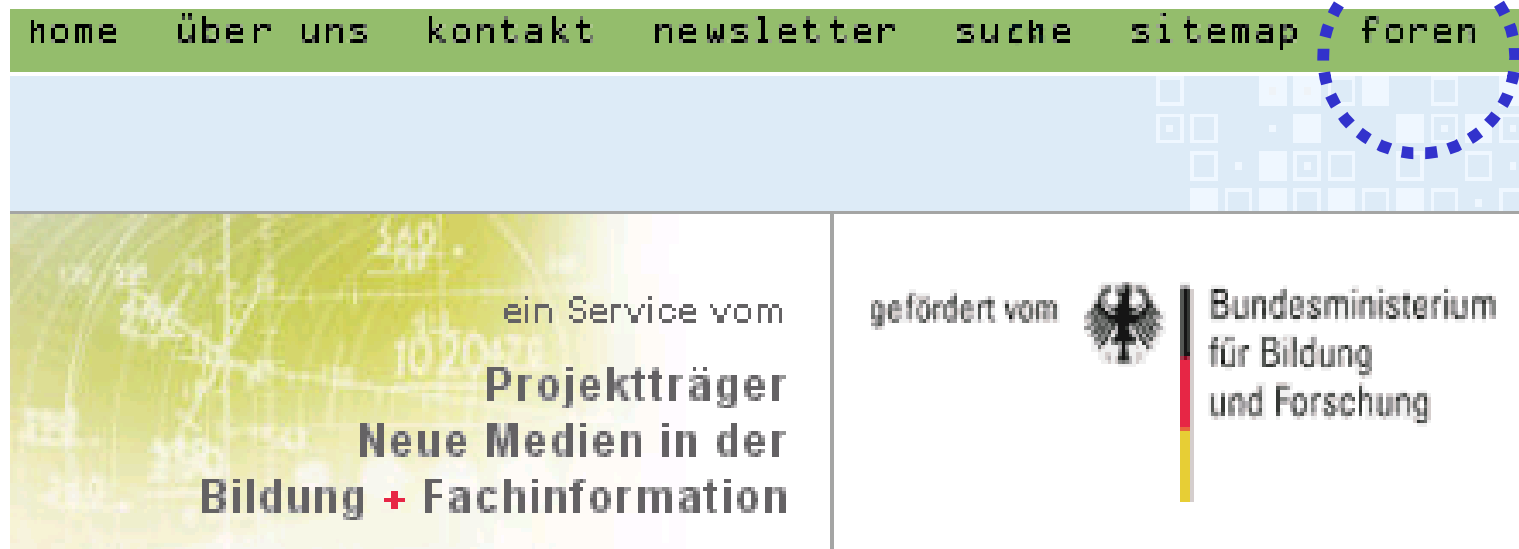 home über uns kontakt newsletter suche sitemap foren
ein Service vom
Projektträger
Neue Medien in der
Bildung + Fachinformation
gefördert vom
Bundesministerium
für Bildung
und Forschung